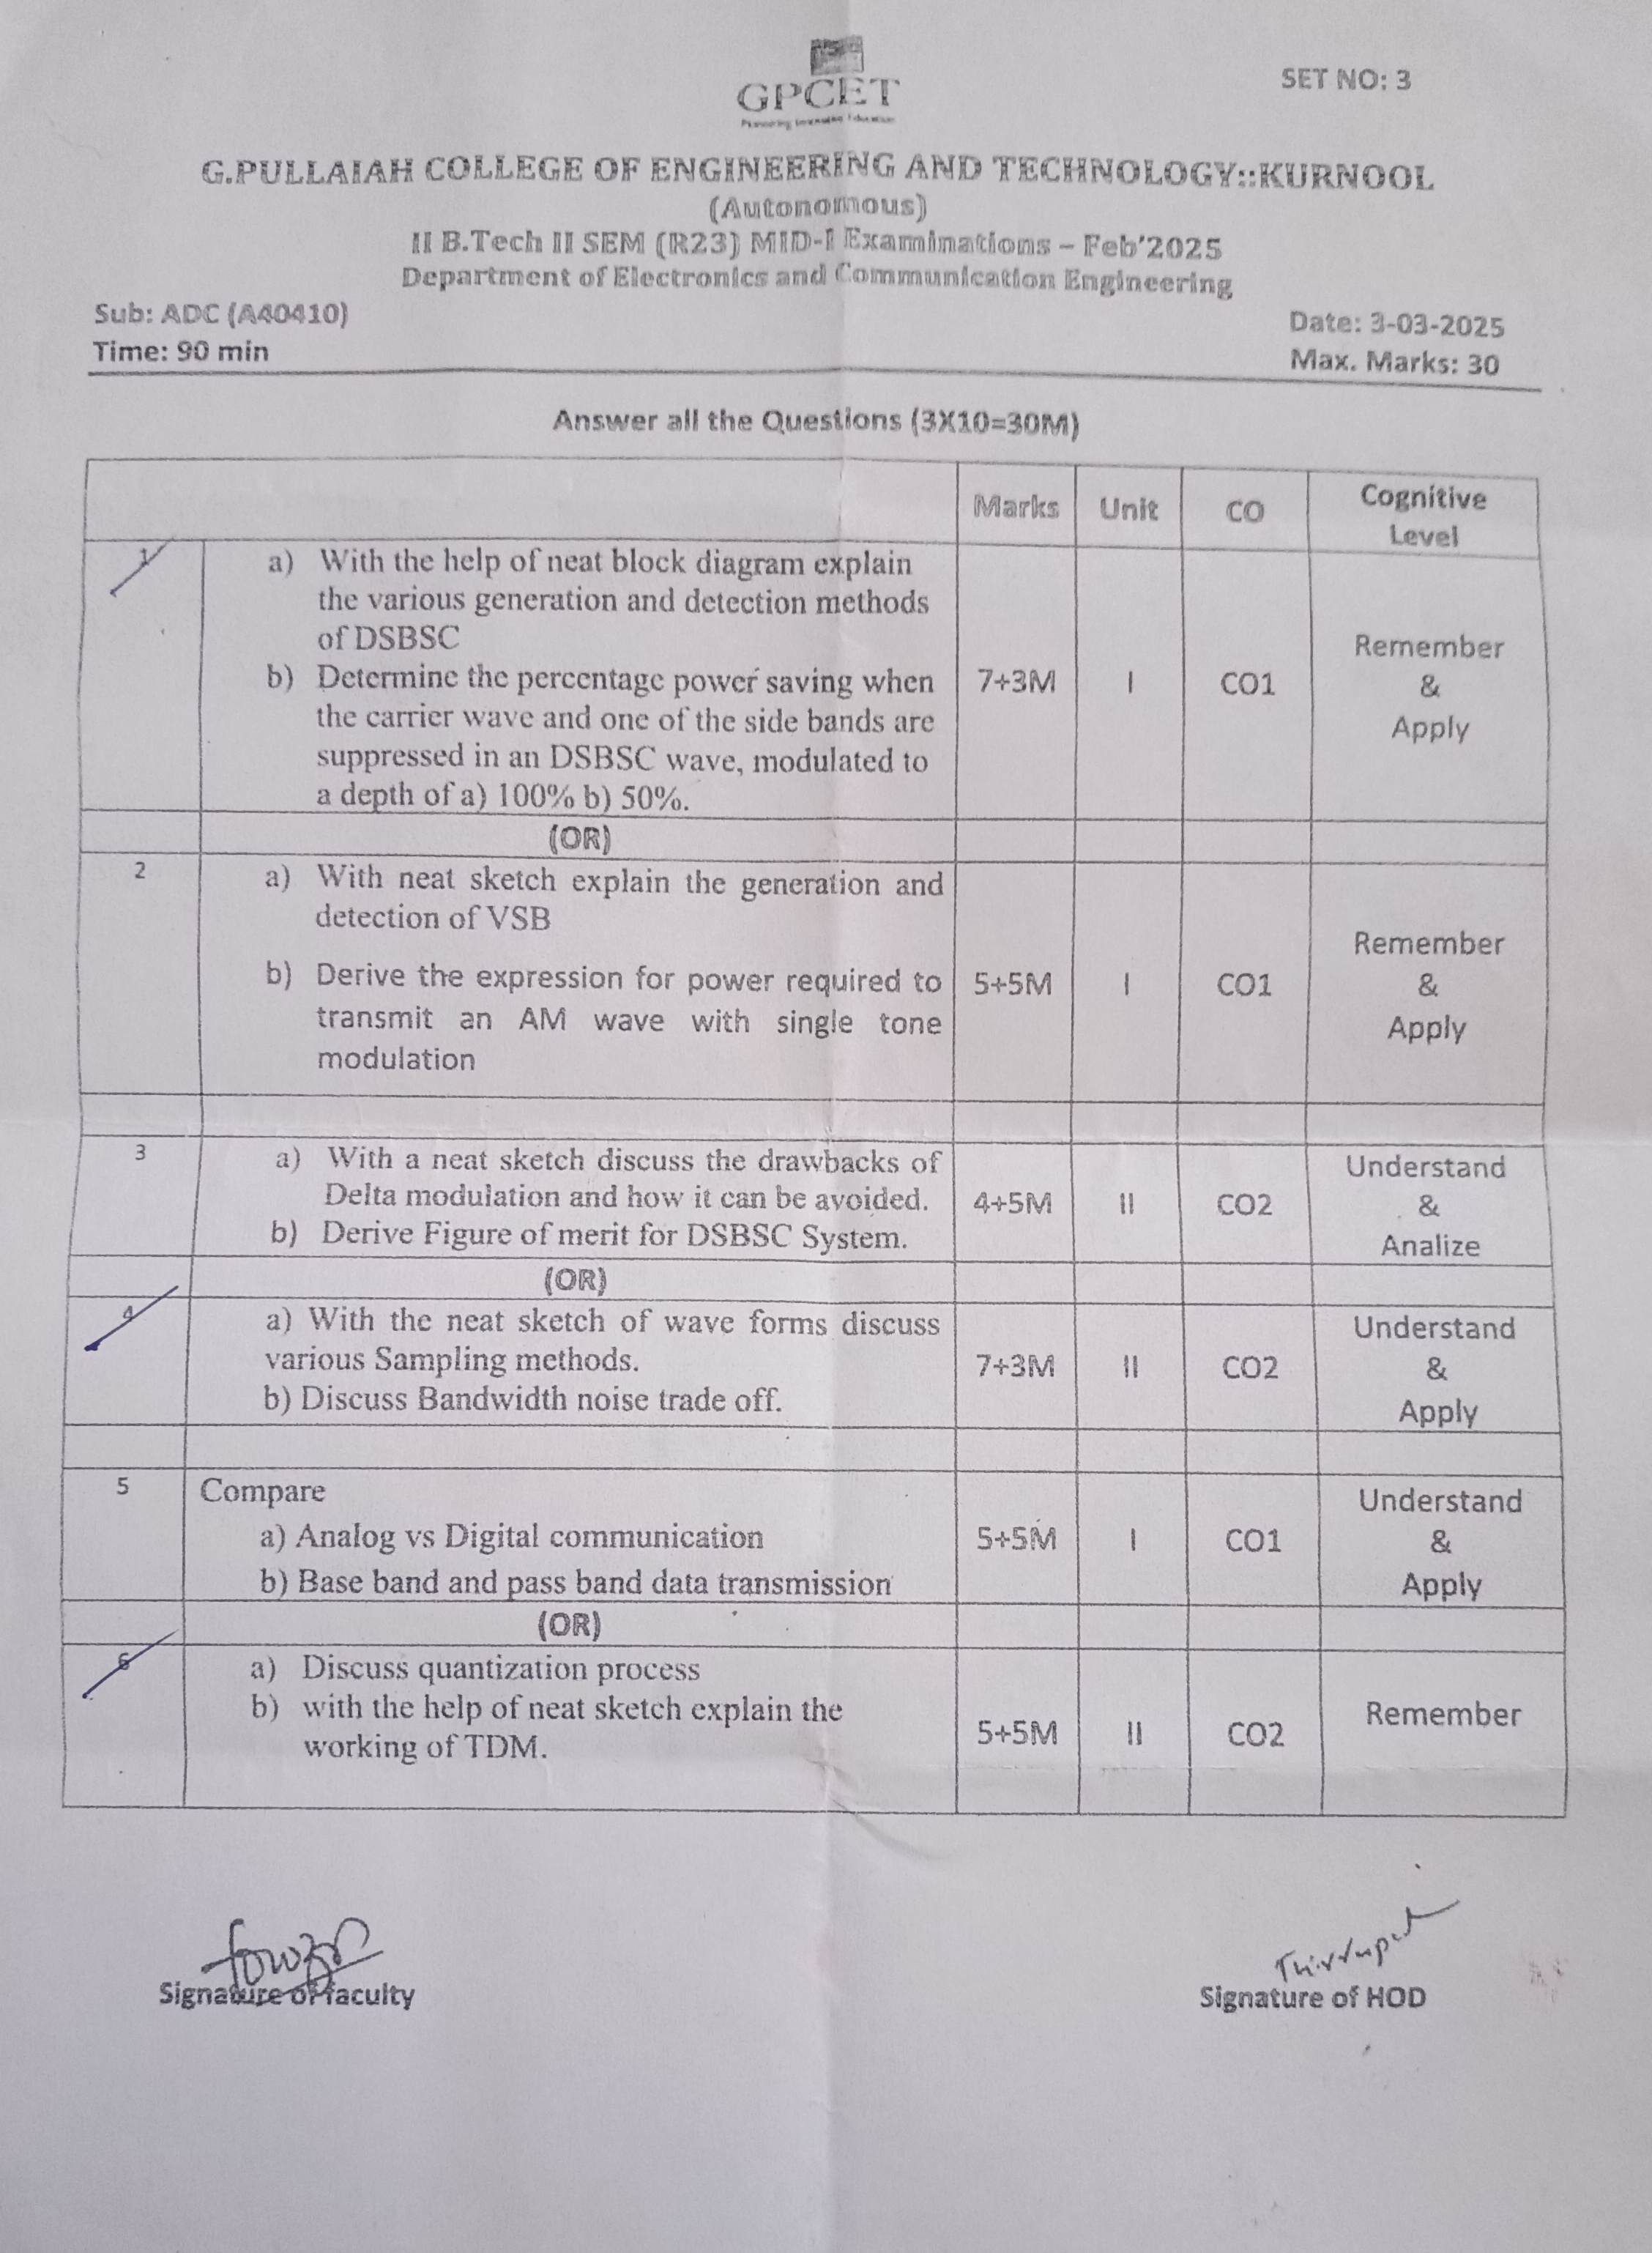 GPCET
SET NO: 3
G.PULLAIAH COLLEGE OF ENGINEERING AND TECHNOLOGY::KURNOOL
(Autonomous)
II B.Tech II SEM (R23) MID-I Examinations – Feb'2025
Department of Electronics and Communication Engineering
Sub: ADC (A40410)
Date: 3-03-2025
Time: 90 min
Max. Marks: 30
Answer all the Questions (3X10=30M)
Marks Unit CO Cognitive
Level
1 a) With the help of neat block diagram explain
the various generation and detection methods
of DSBSC
b) Determine the percentage power saving when
the carrier wave and one of the side bands are
suppressed in an DSBSC wave, modulated to
a depth of a) 100% b) 50%.
7+3M I CO1 Remember
&
Apply
(OR)
2 a) With neat sketch explain the generation and
detection of VSB
b) Derive the expression for power required to
transmit an AM wave with single tone
modulation
5+5M I CO1 Remember
&
Apply
3 a) With a neat sketch discuss the drawbacks of
Delta modulation and how it can be avoided.
b) Derive Figure of merit for DSBSC System.
4+5M II CO2 Understand
&
Analize
(OR)
4 a) With the neat sketch of wave forms discuss
various Sampling methods.
b) Discuss Bandwidth noise trade off.
7+3M II CO2 Understand
&
Apply
5 Compare
a) Analog vs Digital communication
b) Base band and pass band data transmission
5+5M I CO1 Understand
&
Apply
(OR)
6 a) Discuss quantization process
b) with the help of neat sketch explain the
working of TDM.
5+5M II CO2 Remember
Signature of faculty
Signature of HOD